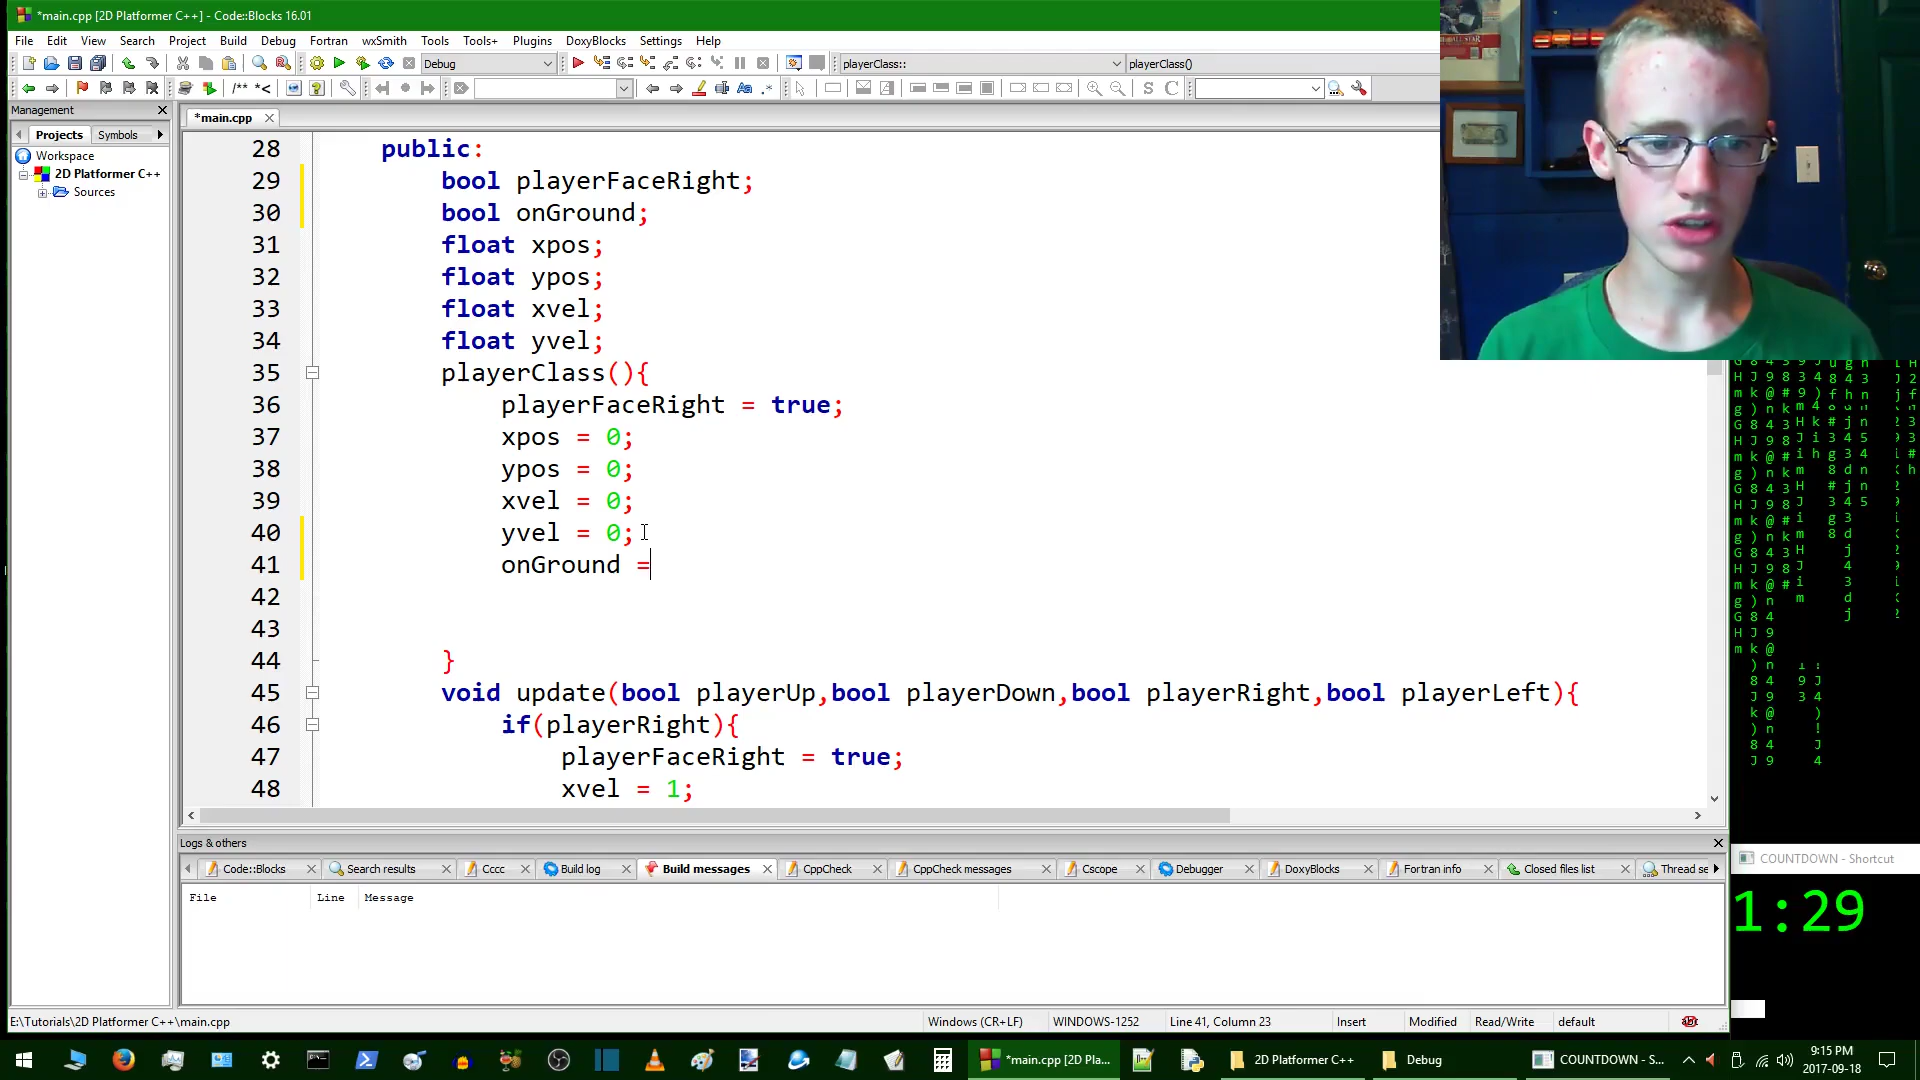 *main.cpp [2D Platformer C++] - Code::Blocks 16.01
File Edit View Search Project Build Debug Fortran wxSmith Tools Tools+ Plugins DoxyBlocks Settings Help
Debug
playerClass::
playerClass()
/** *<
Aa .* S C
Management
*main.cpp
Projects Symbols
Workspace
2D Platformer C++
Sources
28 public:
29 bool playerFaceRight;
30 bool onGround;
31 float xpos;
32 float ypos;
33 float xvel;
34 float yvel;
35 playerClass(){
36 playerFaceRight = true;
37 xpos = 0;
38 ypos = 0;
39 xvel = 0;
40 yvel = 0;
41 onGround =
42
43
44 }
45 void update(bool playerUp,bool playerDown,bool playerRight,bool playerLeft){
46 if(playerRight){
47 playerFaceRight = true;
48 xvel = 1;
Logs & others
Code::Blocks Search results Cccc Build log Build messages CppCheck CppCheck messages Cscope Debugger DoxyBlocks Fortran info Closed files list Thread se
File Line Message
E:\Tutorials\2D Platformer C++\main.cpp Windows (CR+LF) WINDOWS-1252 Line 41, Column 23 Insert Modified Read/Write default
COUNTDOWN - Shortcut
1:29
*main.cpp [2D Pla... 2D Platformer C++ Debug COUNTDOWN - S...
9:15 PM
2017-09-18